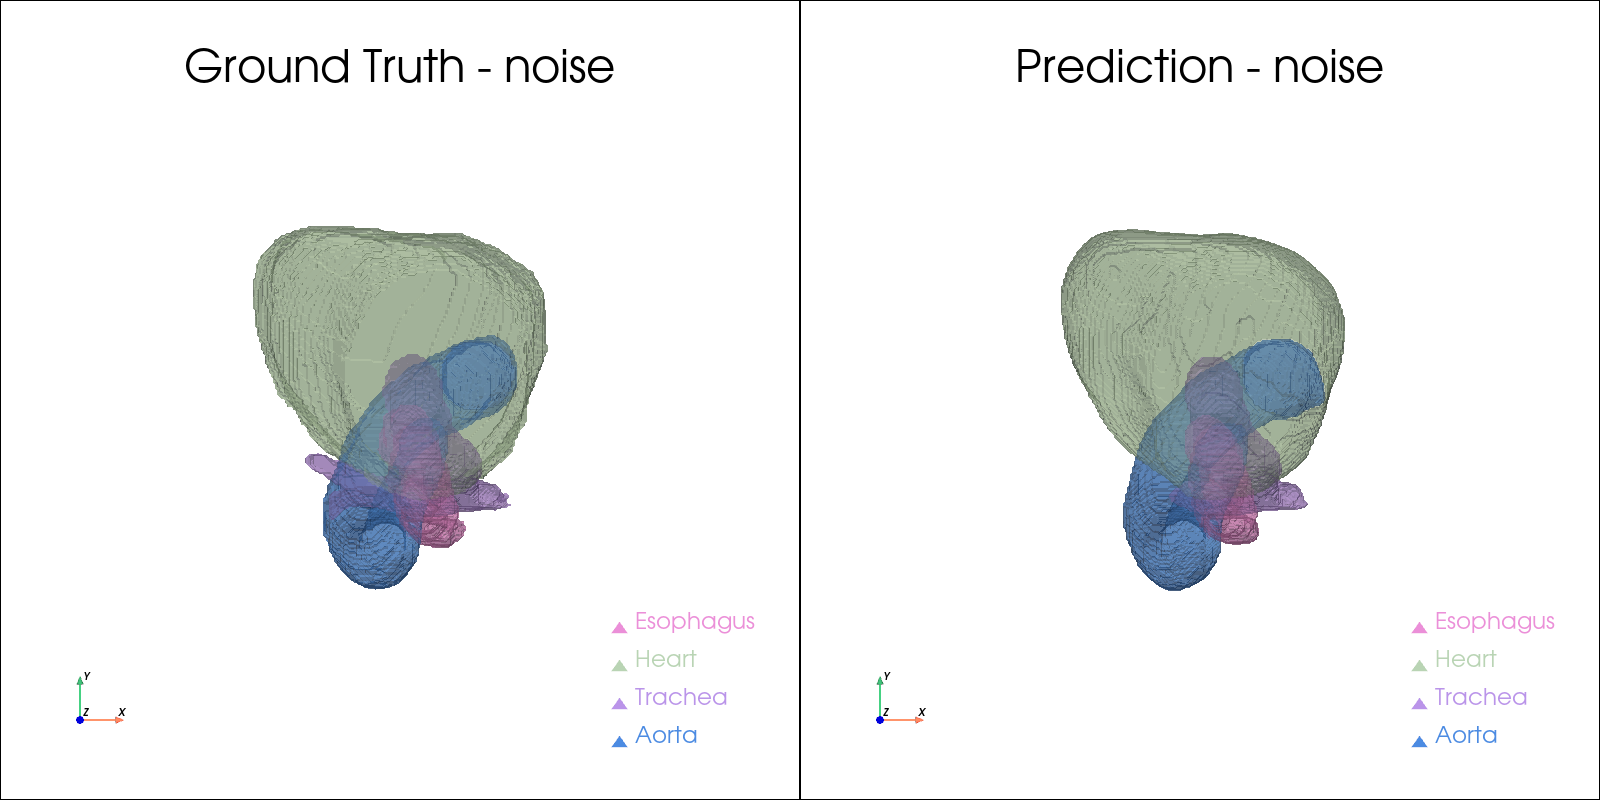 Ground Truth - noise
Esophagus
Heart
Trachea
Aorta
Y
Z
X
Prediction - noise
Esophagus
Heart
Trachea
Aorta
Y
Z
X